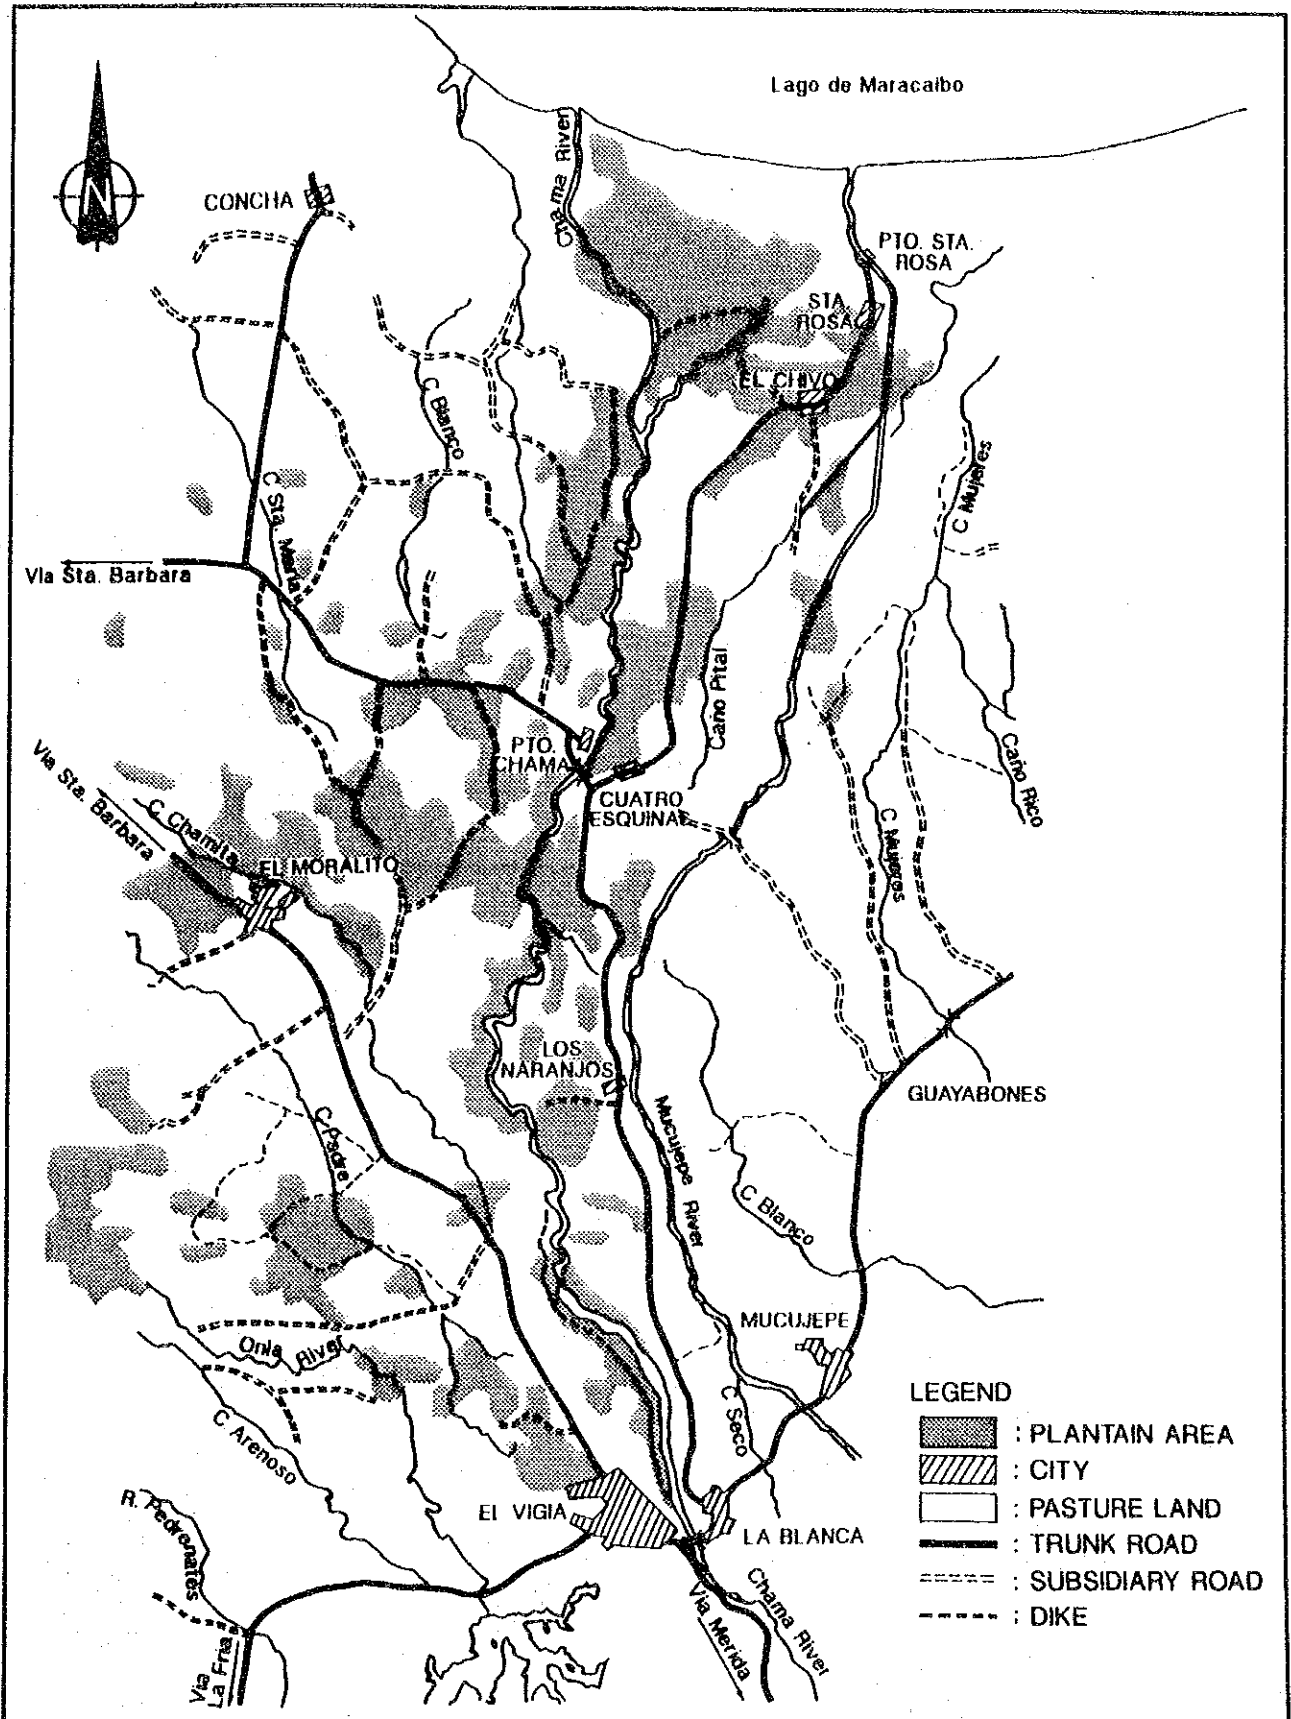 Lago de Maracaibo
N
CONCHA
Chama River
PTO. STA.
ROSA
STA.
ROSA
EL CHIVO
C Blanco
C Mujeres
C Sta. Maria
Via Sta. Barbara
Caño Pital
PTO.
CHAMA
CUATRO
ESQUINAS
Caño Rico
C Mujeres
Via Sta.
Barbara
C. Chamita
EL MORALITO
LOS
NARANJOS
GUAYABONES
Mucujepe River
C Padre
C Blanco
MUCUJEPE
Onia River
C Arenoso
C Seco
LEGEND
: PLANTAIN AREA
: CITY
: PASTURE LAND
: TRUNK ROAD
: SUBSIDIARY ROAD
: DIKE
R. Pedrenates
EL VIGIA
LA BLANCA
Chama River
Via Merida
Via
La Fria